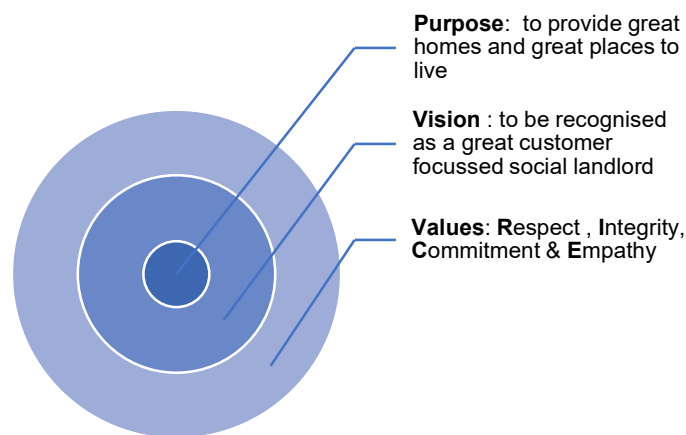 Purpose:  to provide great
homes and great places to
live
Vision : to be recognised
as a great customer
focussed social landlord
Values: Respect , Integrity,
Commitment & Empathy